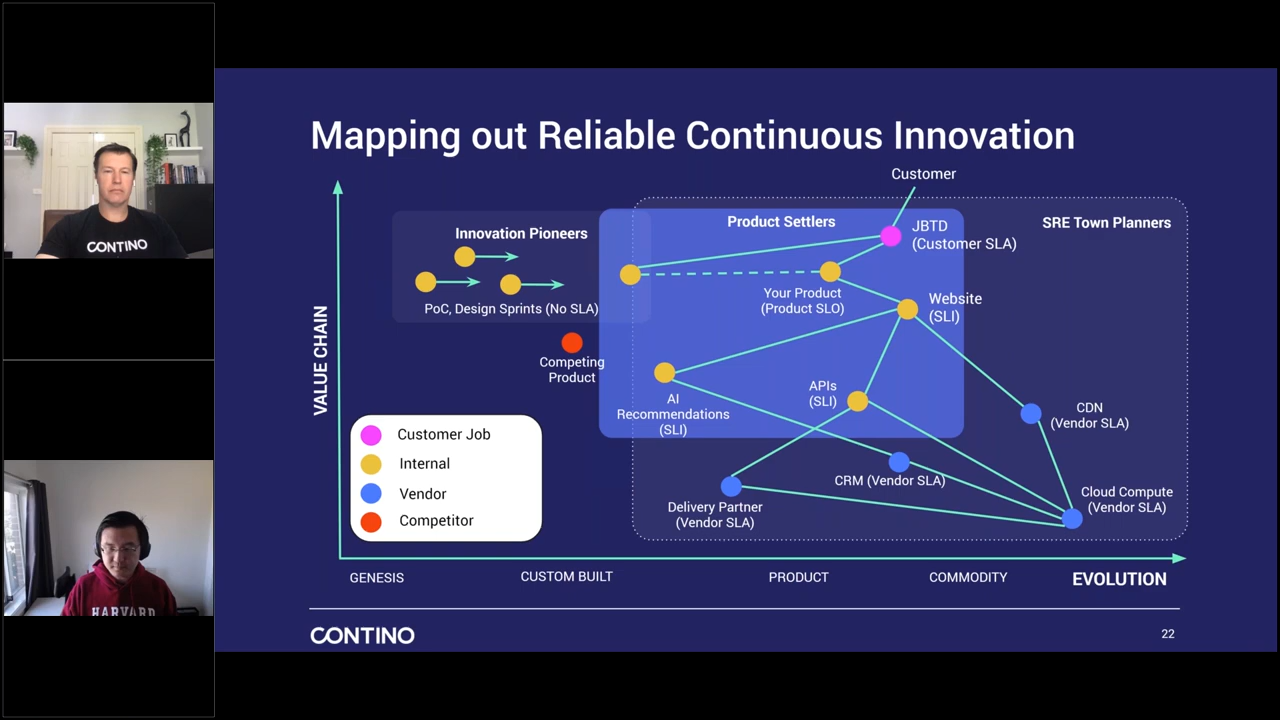 CONTINO
HARVARD
Mapping out Reliable Continuous Innovation
Customer
Innovation Pioneers
PoC, Design Sprints (No SLA)
Product Settlers
SRE Town Planners
JBTD
(Customer SLA)
Your Product
(Product SLO)
Website
(SLI)
Competing
Product
AI
Recommendations
(SLI)
APIs
(SLI)
CDN
(Vendor SLA)
CRM (Vendor SLA)
Delivery Partner
(Vendor SLA)
Cloud Compute
(Vendor SLA)
VALUE CHAIN
Customer Job
Internal
Vendor
Competitor
GENESIS
CUSTOM BUILT
PRODUCT
COMMODITY
EVOLUTION
CONTINO
22